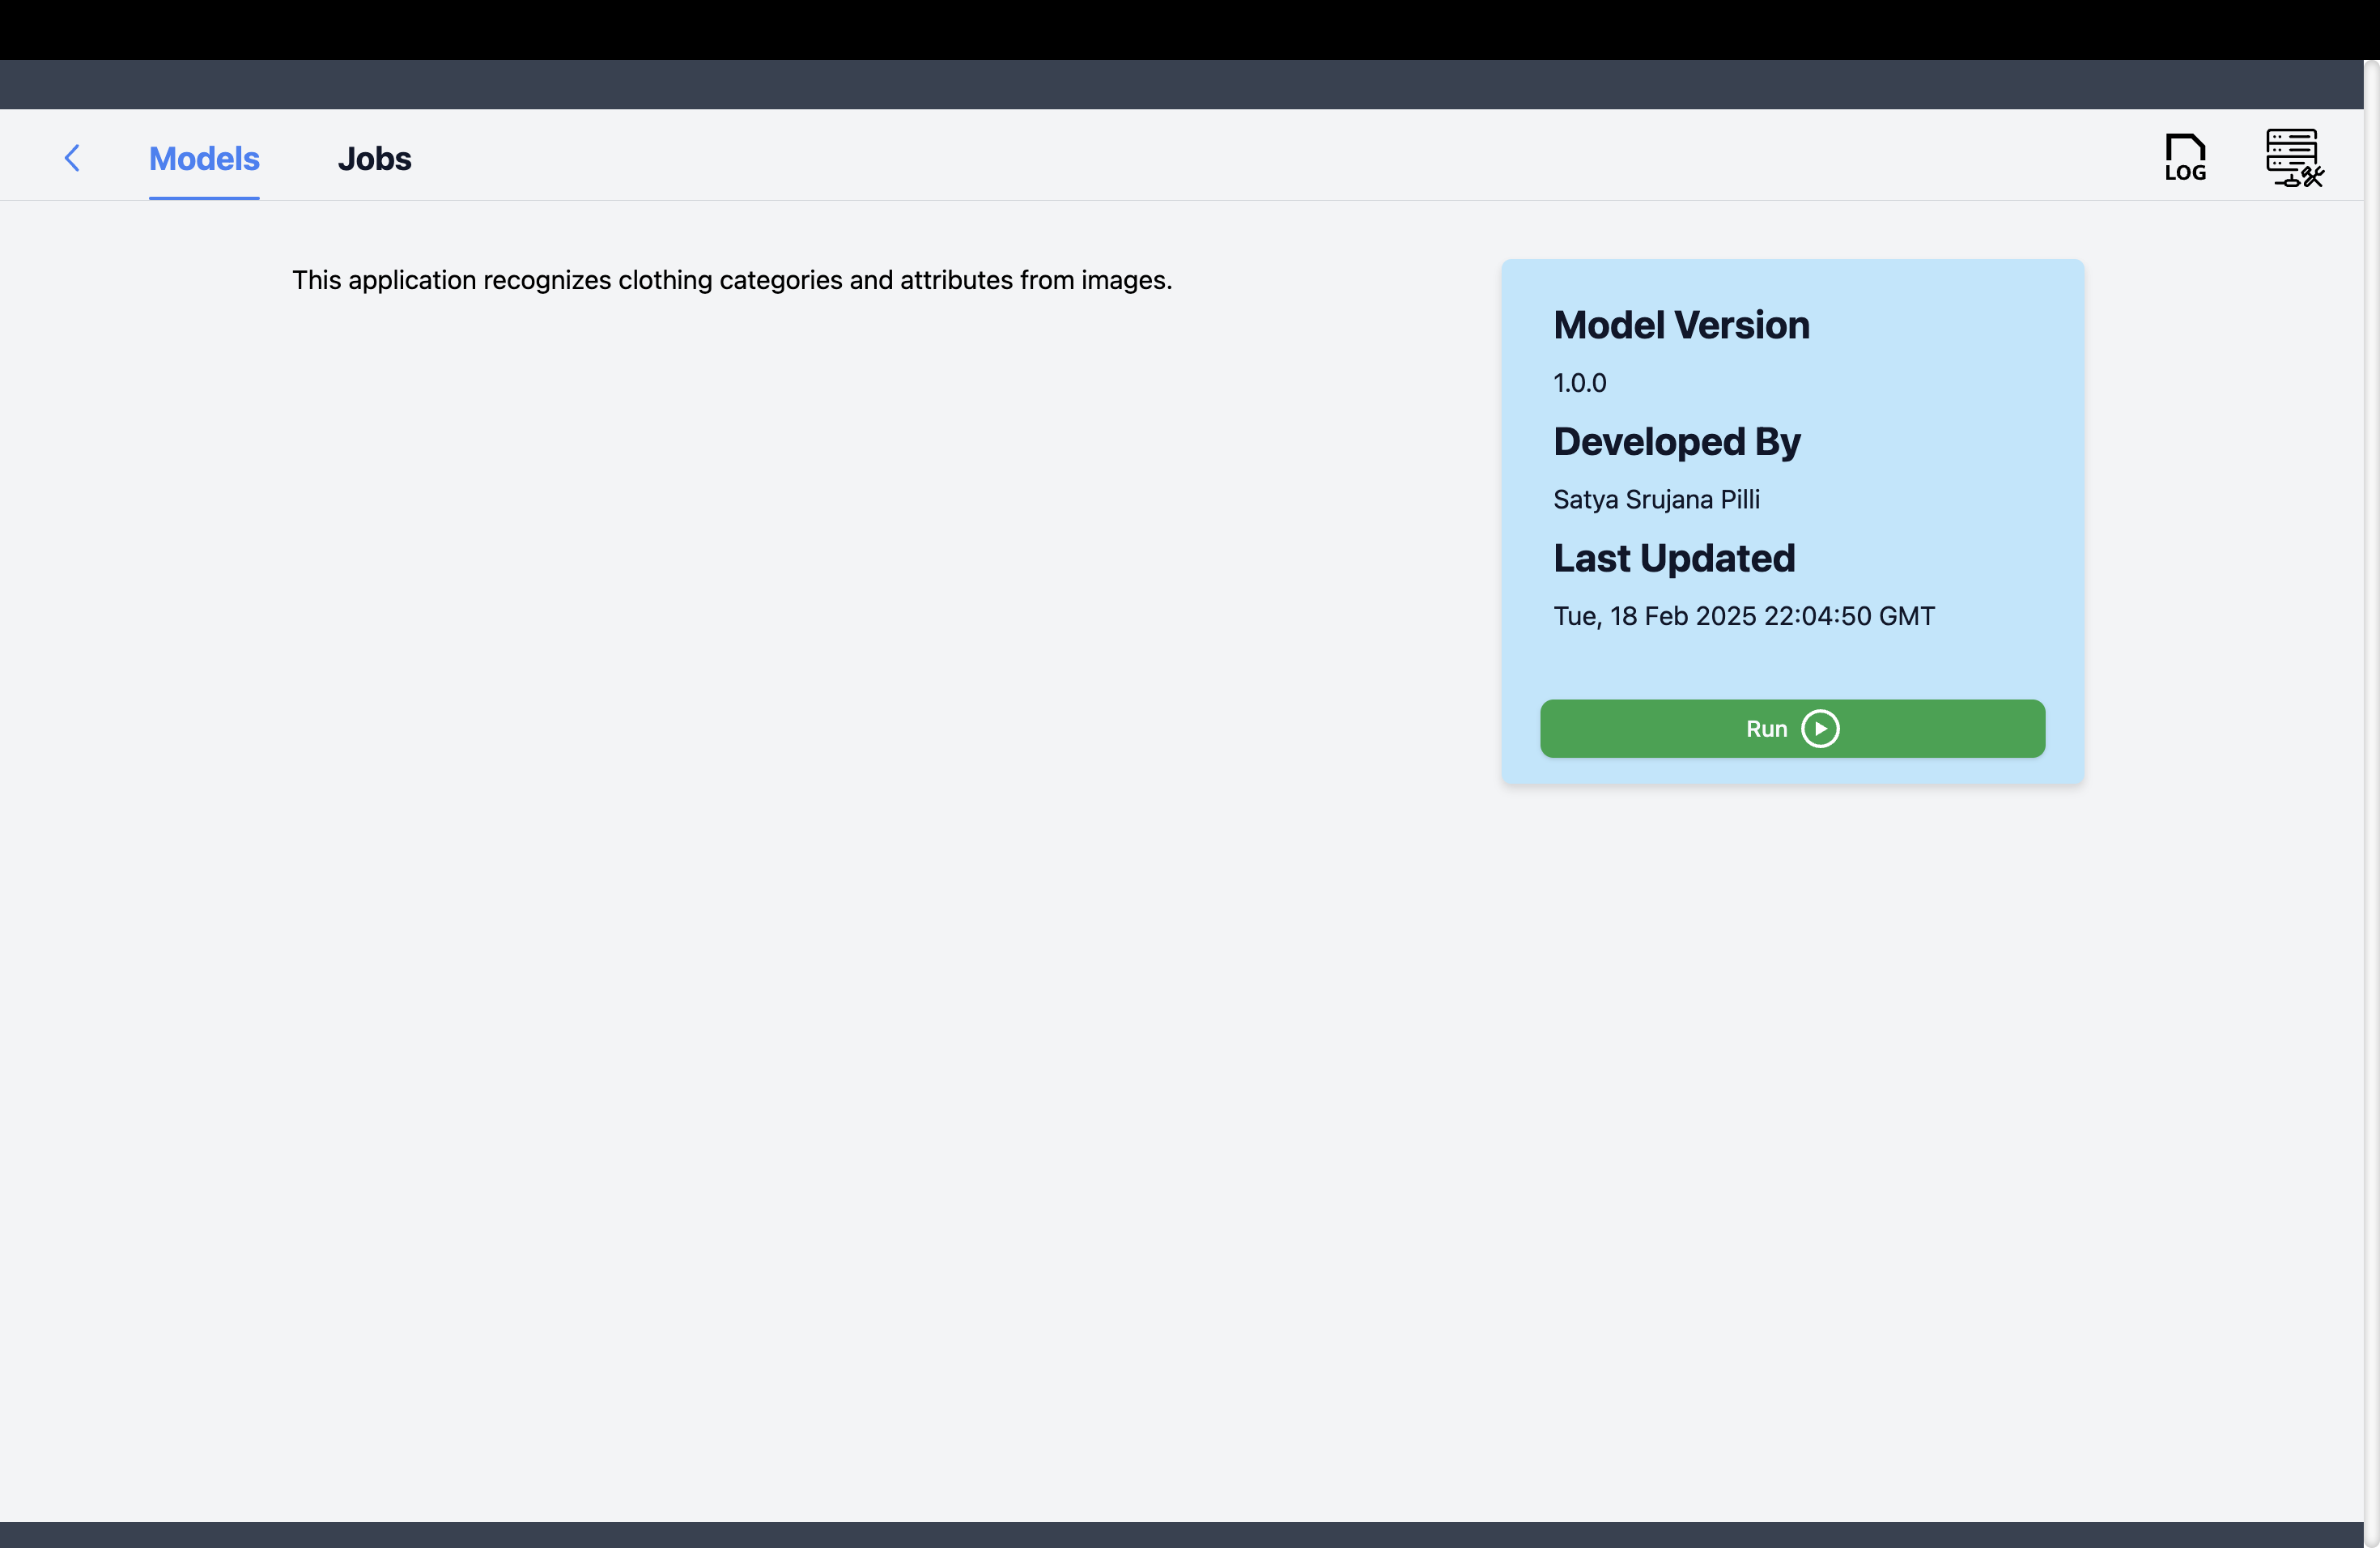 Models
Jobs
LOG
This application recognizes clothing categories and attributes from images.
Model Version
1.0.0
Developed By
Satya Srujana Pilli
Last Updated
Tue, 18 Feb 2025 22:04:50 GMT
Run